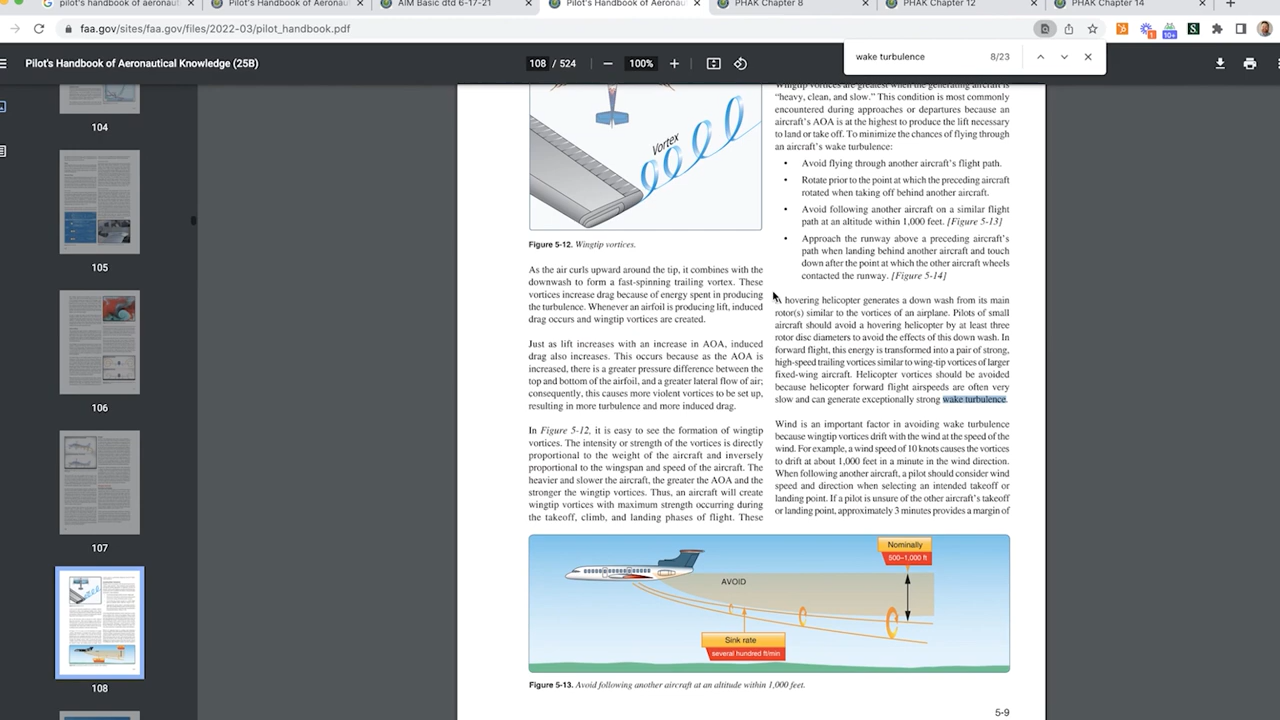 pilot's handbook of aeronaut
Pilot's Handbook of Aeronaut
AIM Basic dtd 6-17-21
Pilot's Handbook of Aeronaut
PHAK Chapter 8
PHAK Chapter 12
PHAK Chapter 14
faa.gov/sites/faa.gov/files/2022-03/pilot_handbook.pdf
wake turbulence 8/23
Pilot's Handbook of Aeronautical Knowledge (25B)
108 / 524
100%
104
105
106
107
108
Vortex
Figure 5-12. Wingtip vortices.
As the air curls upward around the tip, it combines with the
downwash to form a fast-spinning trailing vortex. These
vortices increase drag because of energy spent in producing
the turbulence. Whenever an airfoil is producing lift, induced
drag occurs and wingtip vortices are created.
Just as lift increases with an increase in AOA, induced
drag also increases. This occurs because as the AOA is
increased, there is a greater pressure difference between the
top and bottom of the airfoil, and a greater lateral flow of air;
consequently, this causes more violent vortices to be set up,
resulting in more turbulence and more induced drag.
In Figure 5-12, it is easy to see the formation of wingtip
vortices. The intensity or strength of the vortices is directly
proportional to the weight of the aircraft and inversely
proportional to the wingspan and speed of the aircraft. The
heavier and slower the aircraft, the greater the AOA and the
stronger the wingtip vortices. Thus, an aircraft will create
wingtip vortices with maximum strength occurring during
the takeoff, climb, and landing phases of flight. These
Wingtip vortices are greatest when the generating aircraft is
“heavy, clean, and slow.” This condition is most commonly
encountered during approaches or departures because an
aircraft's AOA is at the highest to produce the lift necessary
to land or take off. To minimize the chances of flying through
an aircraft's wake turbulence:
• Avoid flying through another aircraft's flight path.
• Rotate prior to the point at which the preceding aircraft
rotated when taking off behind another aircraft.
• Avoid following another aircraft on a similar flight
path at an altitude within 1,000 feet. [Figure 5-13]
• Approach the runway above a preceding aircraft's
path when landing behind another aircraft and touch
down after the point at which the other aircraft wheels
contacted the runway. [Figure 5-14]
A hovering helicopter generates a down wash from its main
rotor(s) similar to the vortices of an airplane. Pilots of small
aircraft should avoid a hovering helicopter by at least three
rotor disc diameters to avoid the effects of this down wash. In
forward flight, this energy is transformed into a pair of strong,
high-speed trailing vortices similar to wing-tip vortices of larger
fixed-wing aircraft. Helicopter vortices should be avoided
because helicopter forward flight airspeeds are often very
slow and can generate exceptionally strong wake turbulence.
Wind is an important factor in avoiding wake turbulence
because wingtip vortices drift with the wind at the speed of the
wind. For example, a wind speed of 10 knots causes the vortices
to drift at about 1,000 feet in a minute in the wind direction.
When following another aircraft, a pilot should consider wind
speed and direction when selecting an intended takeoff or
landing point. If a pilot is unsure of the other aircraft's takeoff
or landing point, approximately 3 minutes provides a margin of
Nominally
500–1,000 ft
AVOID
Sink rate
several hundred ft/min
Figure 5-13. Avoid following another aircraft at an altitude within 1,000 feet.
5-9